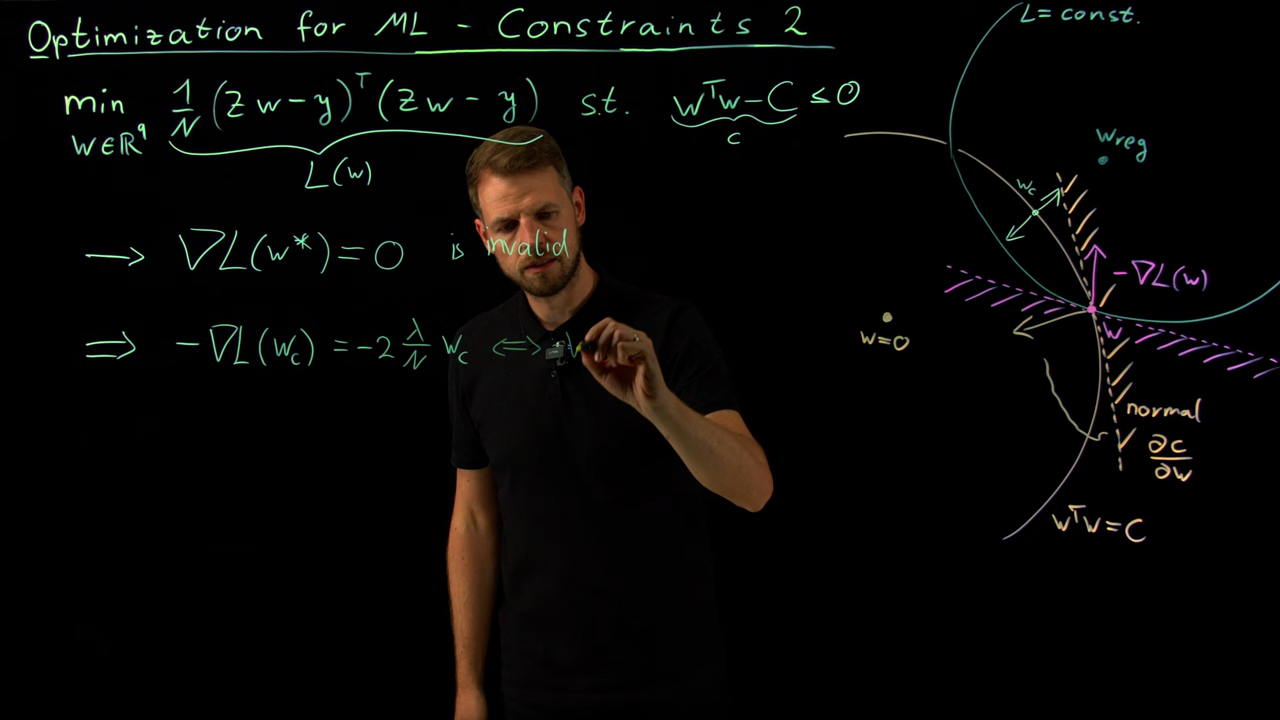 Optimization for ML - Constraints 2
min w∈ℝ^q 1/N (Zw-y)^T (Zw-y) s.t. w^Tw-C ≤ 0
L(w)
c
→ ∇L(w*)=0 is invalid
⇒ -∇L(w_c) = -2 λ/N w_c ⇔
L = const.
w_reg
w_c
-∇L(w)
w
w=0
normal
∂c/∂w
w^Tw=C